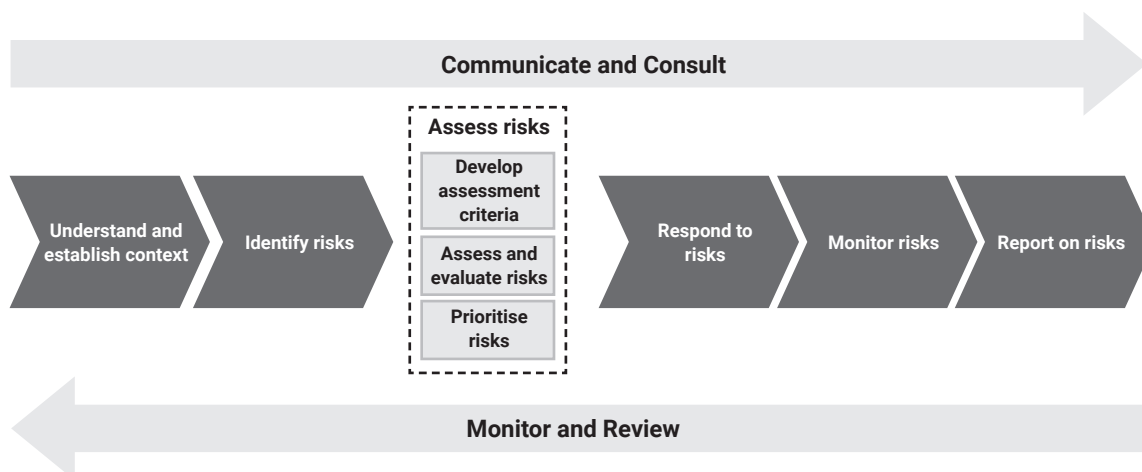 Communicate and Consult
Assess risks
Develop
assessment
criteria
Understand and
establish context
Identify risks
Assess and
evaluate risks
Prioritise
risks
Respond to
risks
Monitor risks
Report on risks
Monitor and Review